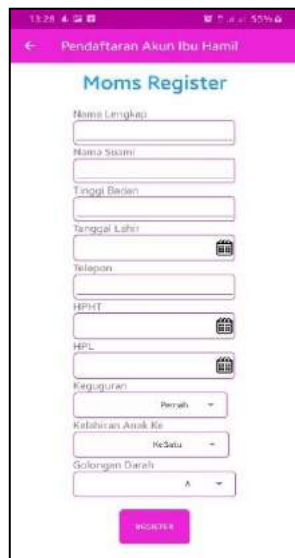 13:28
55%
Pendaftaran Akun Ibu Hamil
Moms Register
Nama Lengkap
Nama Suami
Tinggi Badan
Tanggal Lahir
Telepon
HPHT
HPL
Keguguran
Pernah
Kelahiran Anak Ke
KeSatu
Golongan Darah
A
REGISTER